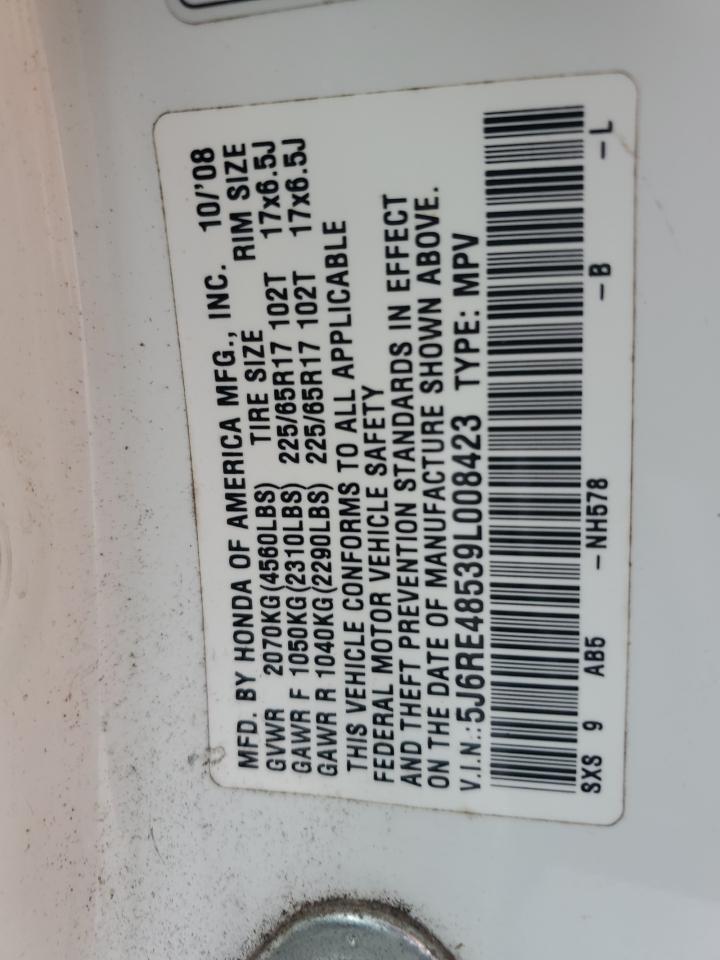 MFD. BY HONDA OF AMERICA MFG., INC. 10/'08
GVWR 2070KG(4560LBS) TIRE SIZE RIM SIZE
GAWR F 1050KG(2310LBS) 225/65R17 102T 17x6.5J
GAWR R 1040KG(2290LBS) 225/65R17 102T 17x6.5J
THIS VEHICLE CONFORMS TO ALL APPLICABLE
FEDERAL MOTOR VEHICLE SAFETY
AND THEFT PREVENTION STANDARDS IN EFFECT
ON THE DATE OF MANUFACTURE SHOWN ABOVE.
V.I.N.:5J6RE48539L008423 TYPE: MPV
SXS 9 AB5 -NH578 -B -L